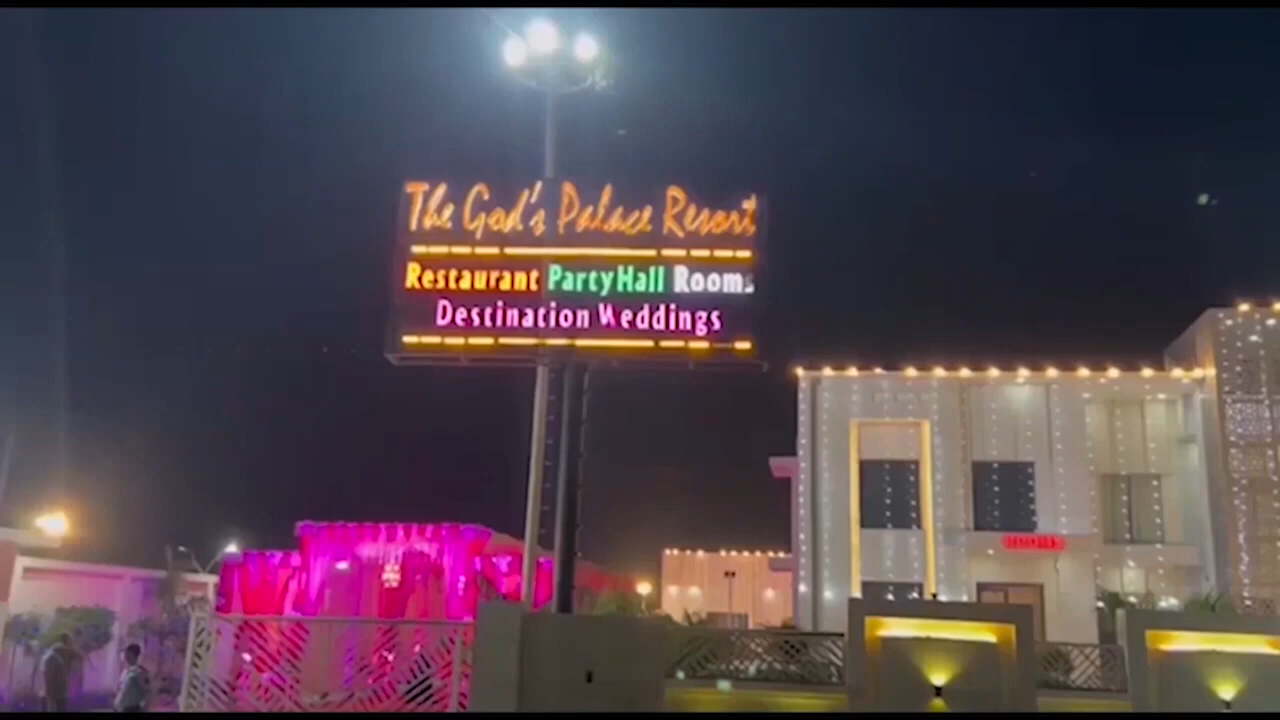 The God's Palace Resort
Restaurant PartyHall Rooms
Destination Weddings